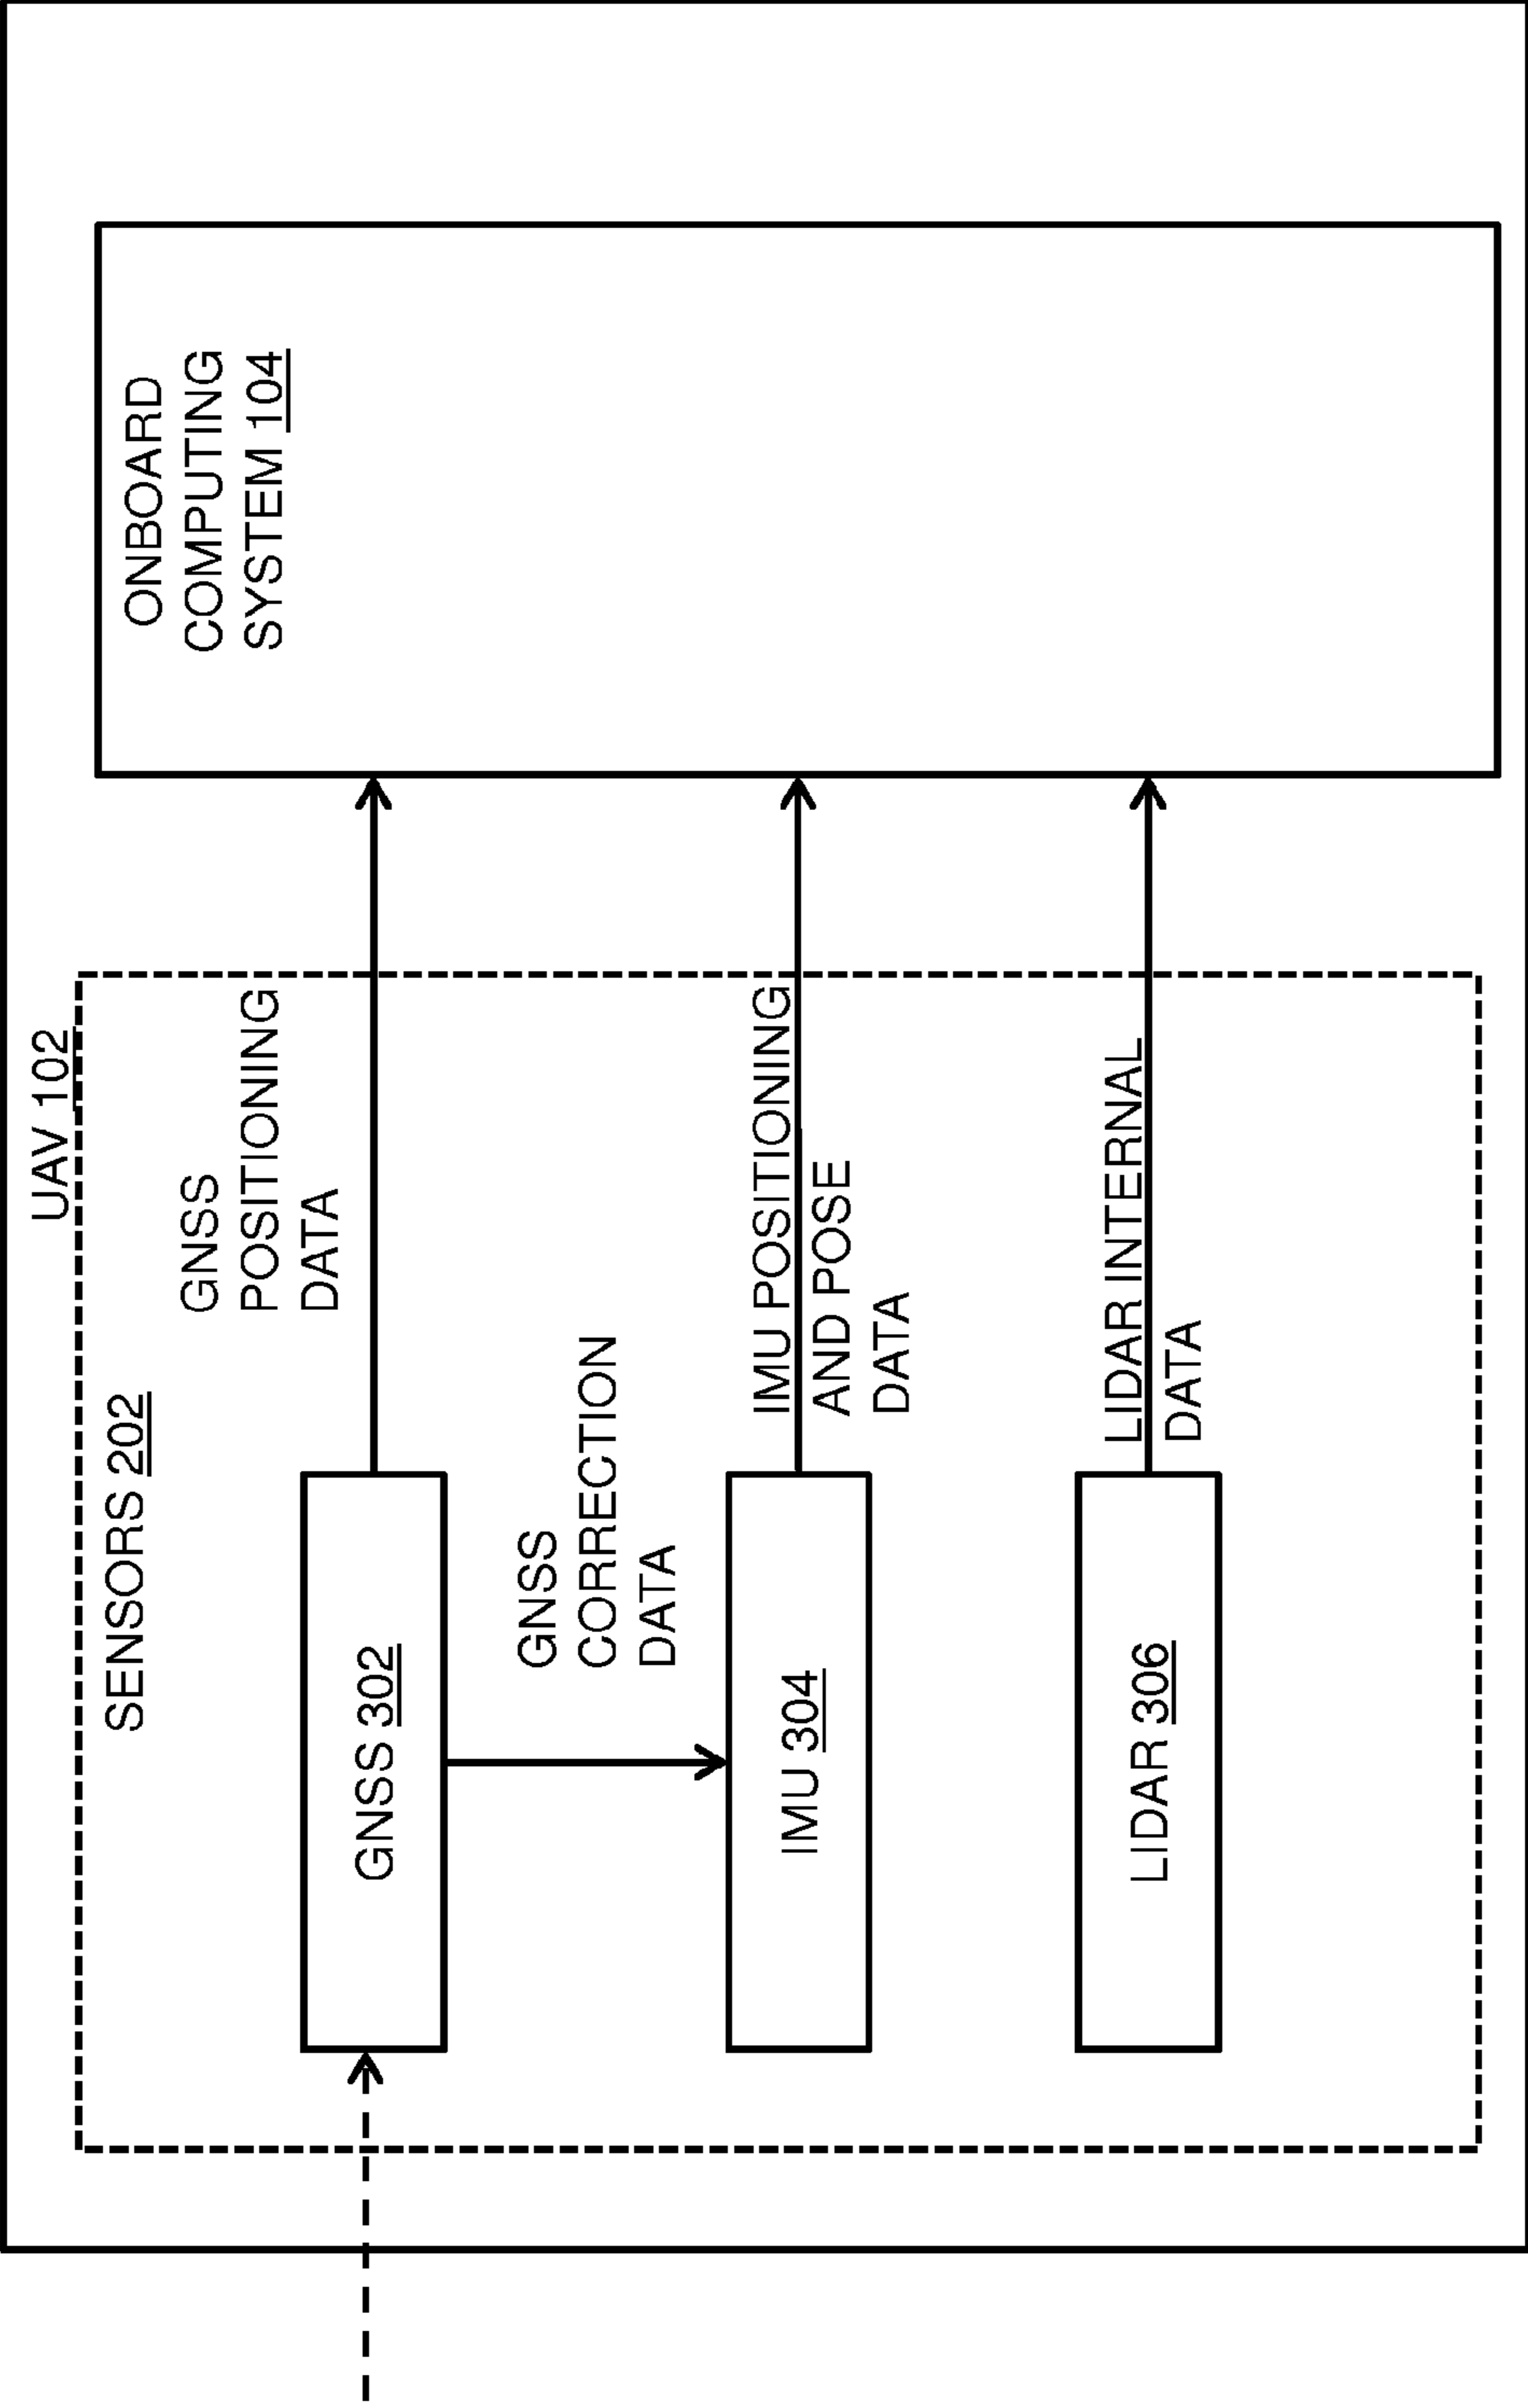 UAV 102
SENSORS 202
GNSS 302
GNSS
POSITIONING
DATA
GNSS
CORRECTION
DATA
IMU 304
IMU POSITIONING
AND POSE
DATA
LIDAR 306
LIDAR INTERNAL
DATA
ONBOARD
COMPUTING
SYSTEM 104